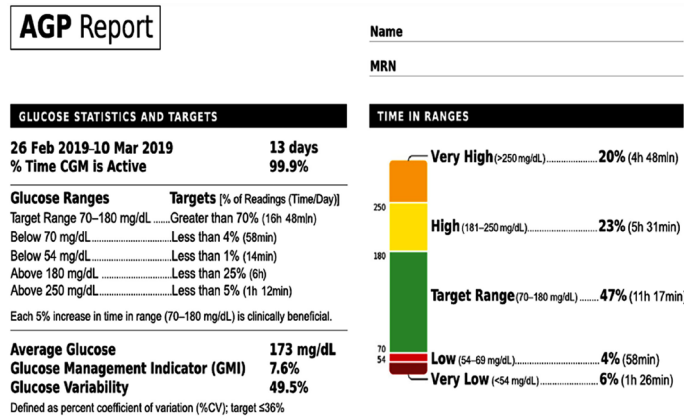 AGP Report
Name
MRN
GLUCOSE STATISTICS AND TARGETS
26 Feb 2019–10 Mar 2019 13 days
% Time CGM is Active 99.9%
Glucose Ranges Targets [% of Readings (Time/Day)]
Target Range 70–180 mg/dL ......Greater than 70% (16h 48min)
Below 70 mg/dL..............................Less than 4% (58min)
Below 54 mg/dL..............................Less than 1% (14min)
Above 180 mg/dL ..........................Less than 25% (6h)
Above 250 mg/dL...........................Less than 5% (1h 12min)
Each 5% increase in time in range (70–180 mg/dL) is clinically beneficial.
Average Glucose 173 mg/dL
Glucose Management Indicator (GMI) 7.6%
Glucose Variability 49.5%
Defined as percent coefficient of variation (%CV); target ≤36%
TIME IN RANGES
Very High (>250 mg/dL)..................... 20% (4h 48min)
250
High (181–250 mg/dL)........................... 23% (5h 31min)
180
Target Range (70–180 mg/dL) ........ 47% (11h 17min)
70
54
Low (54–69 mg/dL)................................. 4% (58min)
Very Low (<54 mg/dL)........................ 6% (1h 26min)